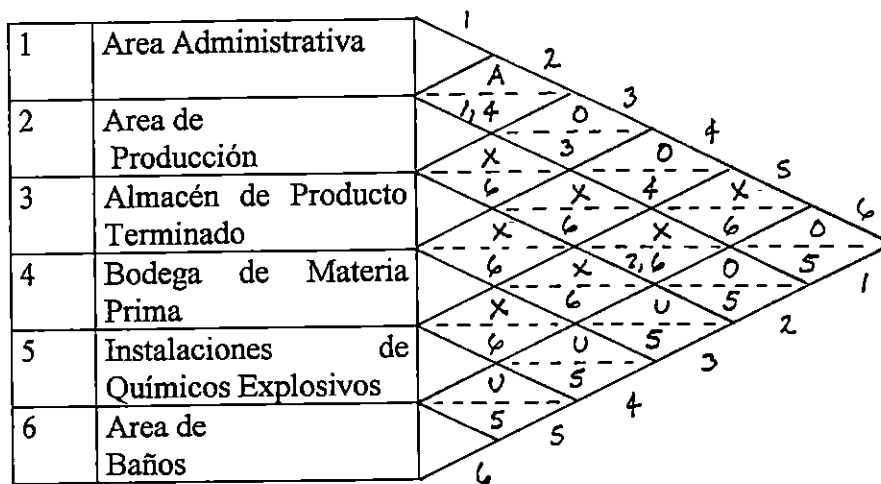 1 Area Administrativa
2 Area de
Producción
3 Almacén de Producto
Terminado
4 Bodega de Materia
Prima
5 Instalaciones de
Químicos Explosivos
6 Area de
Baños
1
2
A
3
1,4 O
4
X 3 O
5
6 X 4 X
6
X 6 X 6 O
6 X O 5
1
X 6 U 5
2
6 U 5
3
U 5
4
5
5
6